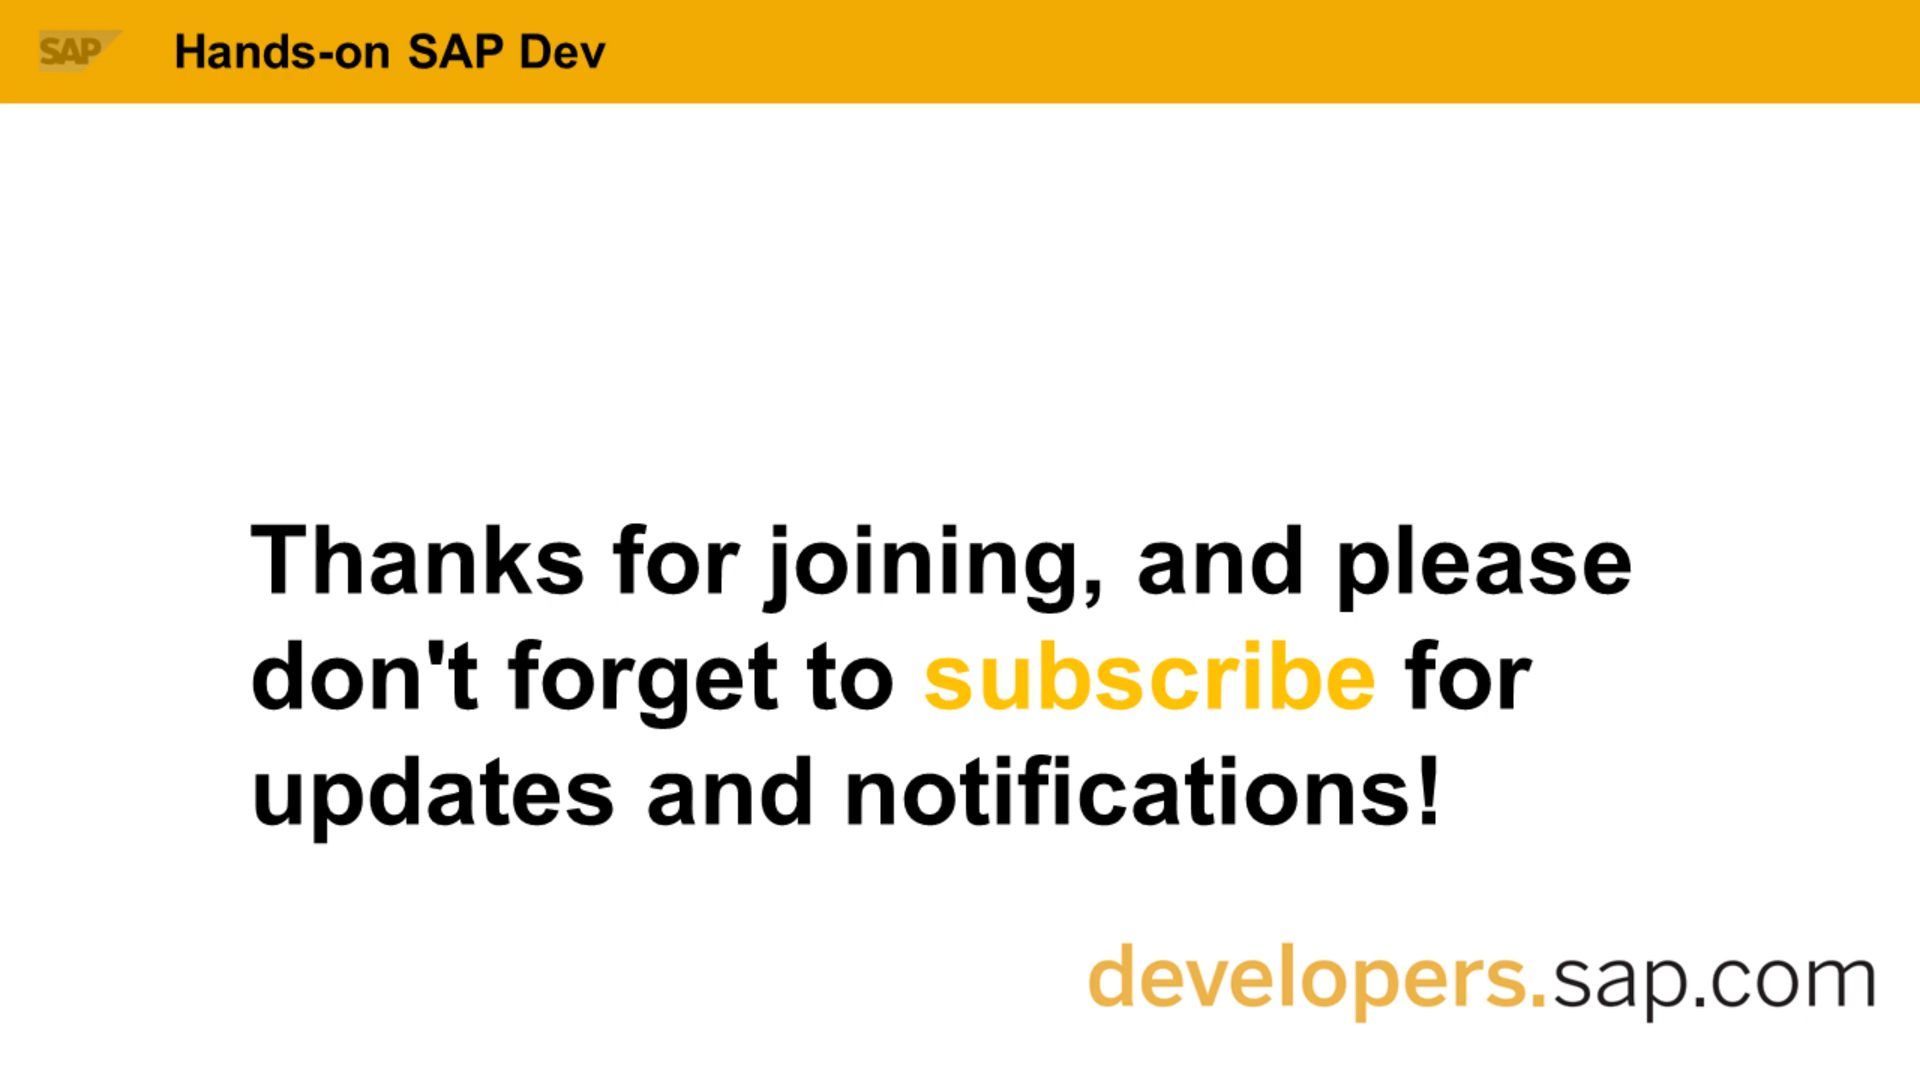 SAP
Hands-on SAP Dev
Thanks for joining, and please
don't forget to subscribe for
updates and notifications!
developers.sap.com